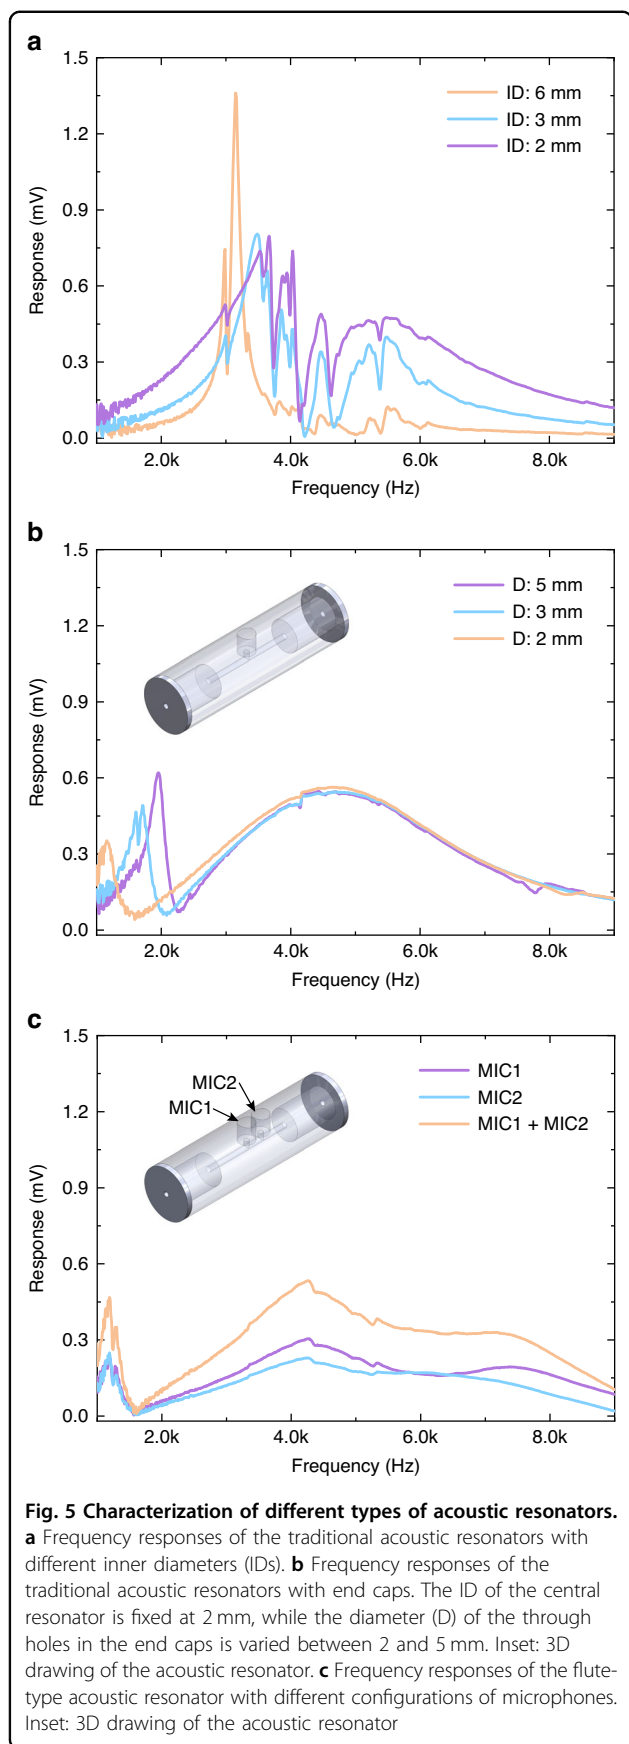 a
1.5
1.2
0.9
0.6
0.3
0.0
Response (mV)
ID: 6 mm
ID: 3 mm
ID: 2 mm
2.0k 4.0k 6.0k 8.0k
Frequency (Hz)
b
1.5
1.2
0.9
0.6
0.3
0.0
Response (mV)
D: 5 mm
D: 3 mm
D: 2 mm
2.0k 4.0k 6.0k 8.0k
Frequency (Hz)
c
1.5
1.2
0.9
0.6
0.3
0.0
Response (mV)
MIC2
MIC1
MIC1
MIC2
MIC1 + MIC2
2.0k 4.0k 6.0k 8.0k
Frequency (Hz)
Fig. 5 Characterization of different types of acoustic resonators.
a Frequency responses of the traditional acoustic resonators with
different inner diameters (IDs). b Frequency responses of the
traditional acoustic resonators with end caps. The ID of the central
resonator is fixed at 2 mm, while the diameter (D) of the through
holes in the end caps is varied between 2 and 5 mm. Inset: 3D
drawing of the acoustic resonator. c Frequency responses of the flute-
type acoustic resonator with different configurations of microphones.
Inset: 3D drawing of the acoustic resonator